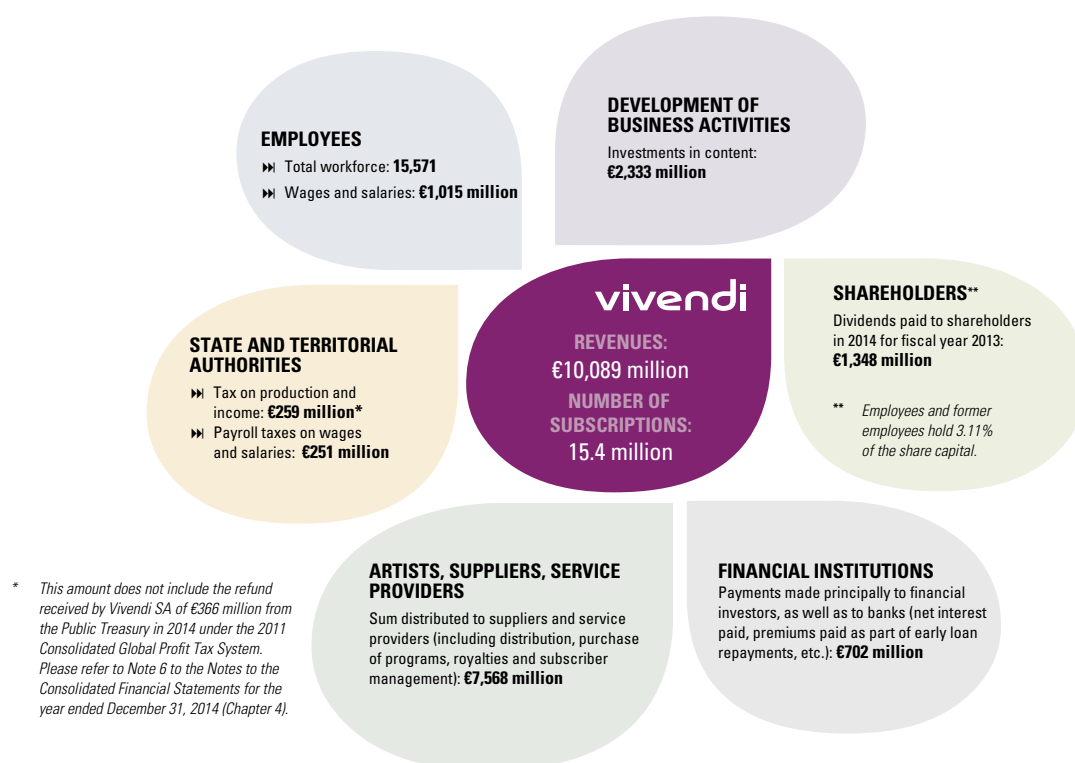 EMPLOYEES
⏭ Total workforce: 15,571
⏭ Wages and salaries: €1,015 million
DEVELOPMENT OF
BUSINESS ACTIVITIES
Investments in content:
€2,333 million
STATE AND TERRITORIAL
AUTHORITIES
⏭ Tax on production and
income: €259 million*
⏭ Payroll taxes on wages
and salaries: €251 million
vivendi
REVENUES:
€10,089 million
NUMBER OF
SUBSCRIPTIONS:
15.4 million
SHAREHOLDERS**
Dividends paid to shareholders
in 2014 for fiscal year 2013:
€1,348 million
** Employees and former
employees hold 3.11%
of the share capital.
* This amount does not include the refund
received by Vivendi SA of €366 million from
the Public Treasury in 2014 under the 2011
Consolidated Global Profit Tax System.
Please refer to Note 6 to the Notes to the
Consolidated Financial Statements for the
year ended December 31, 2014 (Chapter 4).
ARTISTS, SUPPLIERS, SERVICE
PROVIDERS
Sum distributed to suppliers and service
providers (including distribution, purchase
of programs, royalties and subscriber
management): €7,568 million
FINANCIAL INSTITUTIONS
Payments made principally to financial
investors, as well as to banks (net interest
paid, premiums paid as part of early loan
repayments, etc.): €702 million